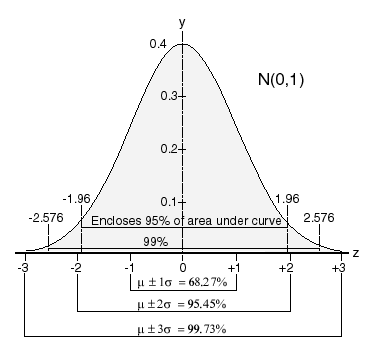 y
0.4
N(0,1)
0.3
0.2
0.1
-1.96 1.96
-2.576 2.576
Encloses 95% of area under curve
99%
z
-3 -2 -1 0 +1 +2 +3
μ ± 1σ = 68.27%
μ ± 2σ = 95.45%
μ ± 3σ = 99.73%